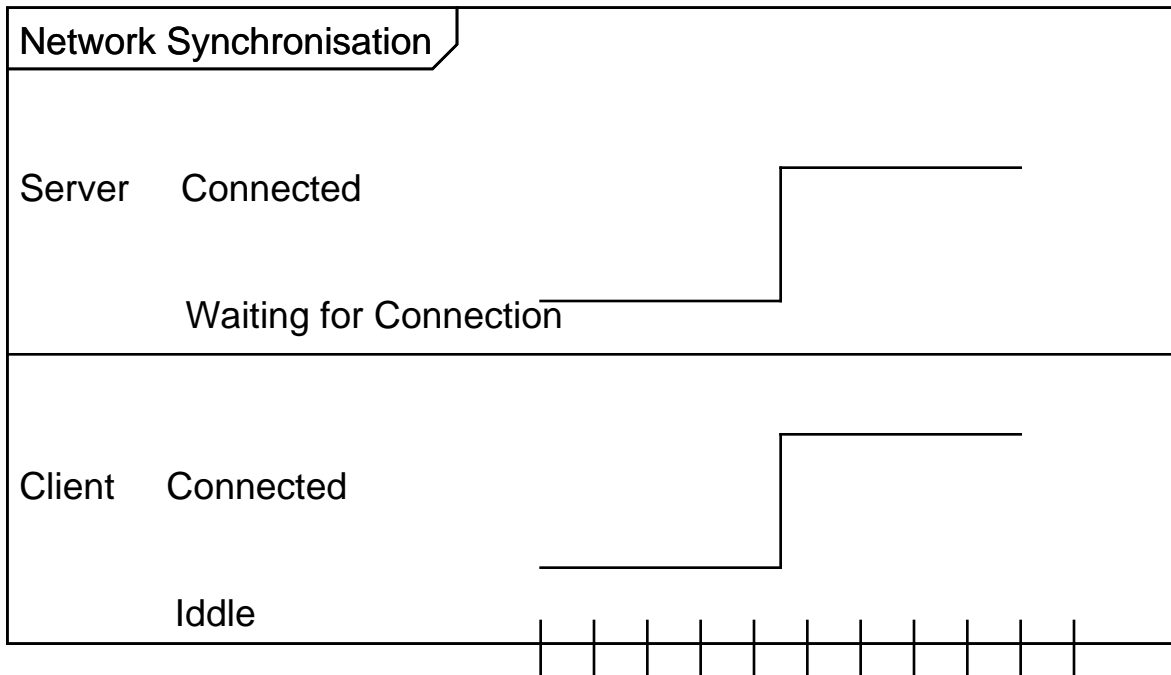 Network Synchronisation
Server Connected
Waiting for Connection
Client Connected
Iddle